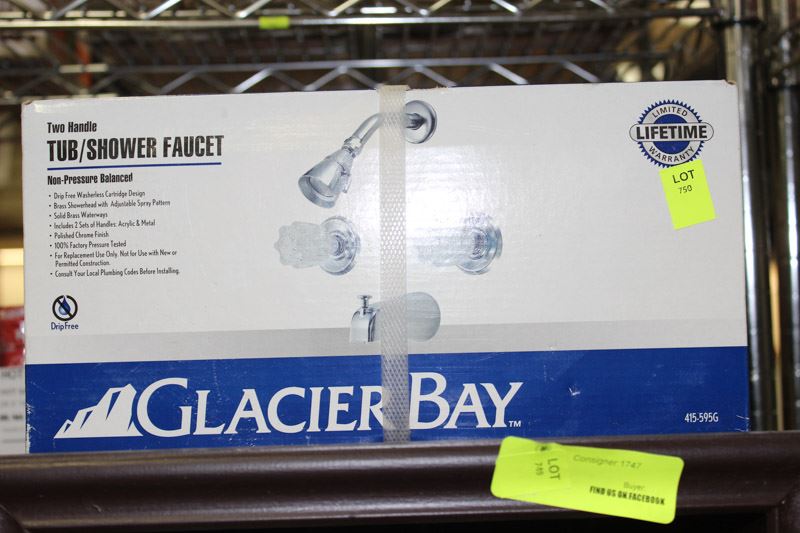 Two Handle
TUB/SHOWER FAUCET
Non-Pressure Balanced
• Drip Free Washerless Cartridge Design
• Brass Showerhead with Adjustable Spray Pattern
• Solid Brass Waterways
• Includes 2 Sets of Handles: Acrylic & Metal
• Polished Chrome Finish
• 100% Factory Pressure Tested
• For Replacement Use Only. Not for Use with New or
Permitted Construction.
• Consult Your Local Plumbing Codes Before Installing.
Drip Free
LIMITED
LIFETIME
WARRANTY
LOT
750
GLACIER BAY™
415-595G
LOT
749
Consigner: 1747
Buyer:
FIND US ON FACEBOOK